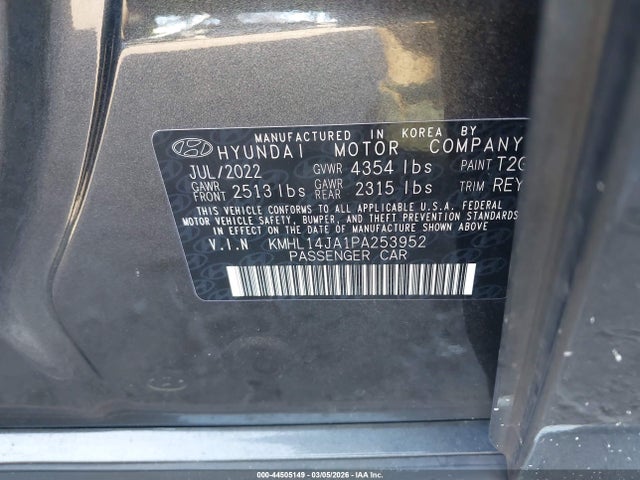 MANUFACTURED IN KOREA BY
HYUNDAI MOTOR COMPANY
JUL/2022 GVWR 4354 lbs PAINT T2G
GAWR FRONT 2513 lbs GAWR REAR 2315 lbs TRIM REY
THIS VEHICLE CONFORMS TO ALL APPLICABLE U.S.A. FEDERAL
MOTOR VEHICLE SAFETY, BUMPER, AND THEFT PREVENTION STANDARDS
IN EFFECT ON THE DATE OF MANUFACTURE SHOWN ABOVE
V.I.N KMHL14JA1PA253952
PASSENGER CAR
000-44505149 - 03/05/2026 - IAA Inc.